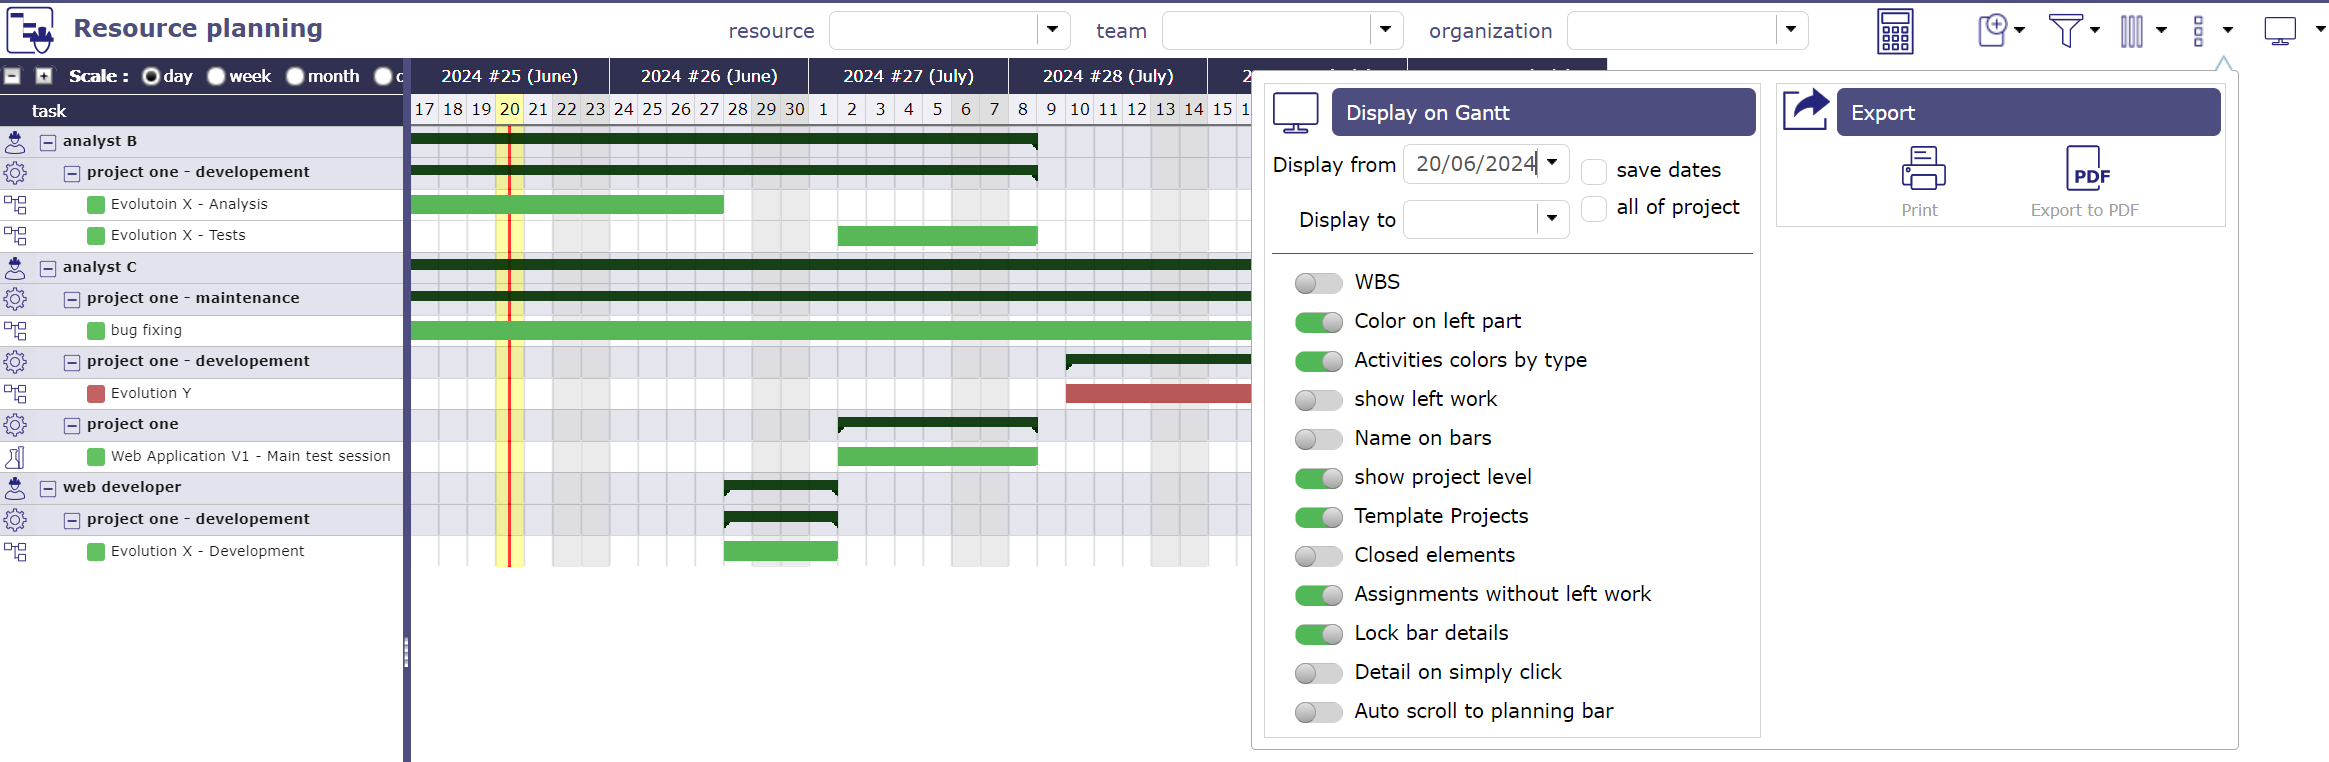 Resource planning
resource
team
organization
Scale : day week month
2024 #25 (June) 2024 #26 (June) 2024 #27 (July) 2024 #28 (July)
task
17 18 19 20 21 22 23 24 25 26 27 28 29 30 1 2 3 4 5 6 7 8 9 10 11 12 13 14 15
analyst B
project one - developement
Evolutoin X - Analysis
Evolution X - Tests
analyst C
project one - maintenance
bug fixing
project one - developement
Evolution Y
project one
Web Application V1 - Main test session
web developer
project one - developement
Evolution X - Development
Display on Gantt
Display from 20/06/2024 save dates
Display to all of project
WBS
Color on left part
Activities colors by type
show left work
Name on bars
show project level
Template Projects
Closed elements
Assignments without left work
Lock bar details
Detail on simply click
Auto scroll to planning bar
Export
PDF
Print Export to PDF